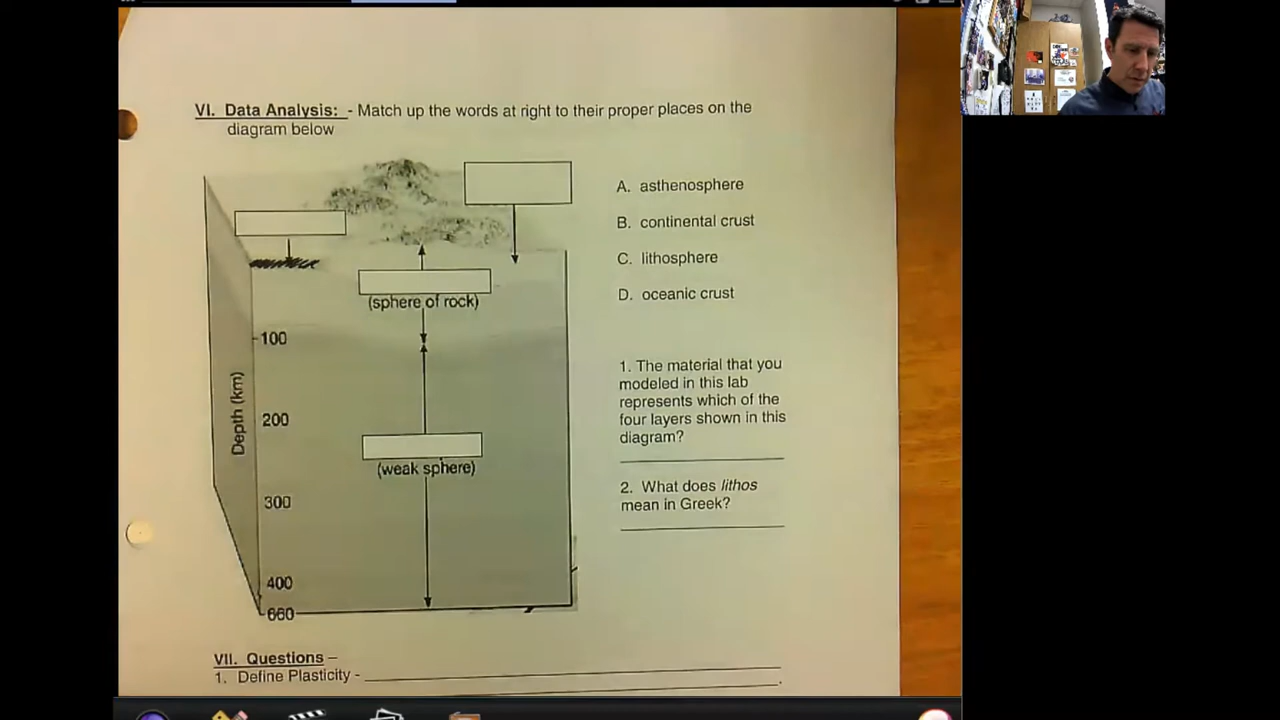 VI. Data Analysis: - Match up the words at right to their proper places on the
diagram below
A. asthenosphere
B. continental crust
C. lithosphere
D. oceanic crust
(sphere of rock)
100
200
300
400
660
Depth (km)
(weak sphere)
1. The material that you
modeled in this lab
represents which of the
four layers shown in this
diagram?
2. What does lithos
mean in Greek?
VII. Questions –
1. Define Plasticity -